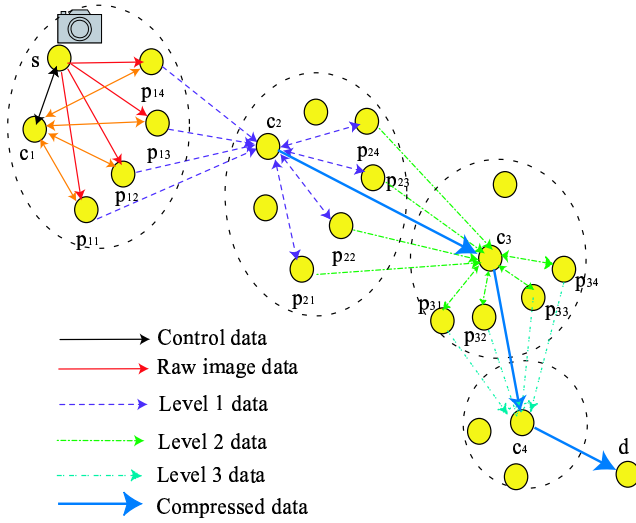 s
p14
c1
p13
p12
p11
c2
p24
p23
p22
p21
c3
p34
p33
p31
p32
c4
d
Control data
Raw image data
Level 1 data
Level 2 data
Level 3 data
Compressed data